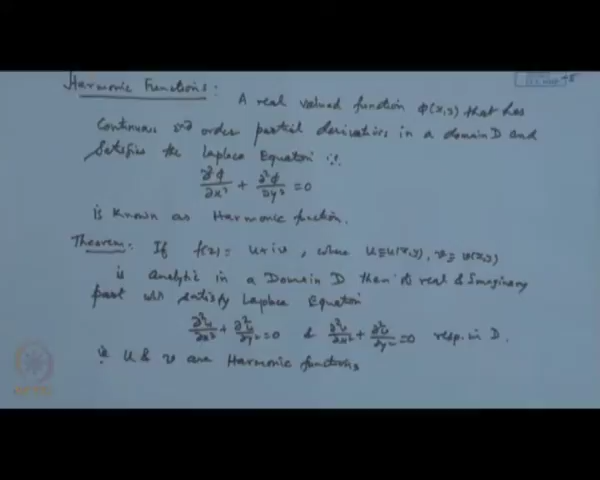 Harmonic Functions:
A real valued function φ(x,y) that has
Continuous 2nd order partial derivatives in a domain D and
Satisfies the Laplace Equation i.e.
∂²φ/∂x² + ∂²φ/∂y² = 0
is known as Harmonic function.
Theorem: If f(z) = u+iv, where u≡u(x,y), v≡v(x,y)
is analytic in a Domain D then its real & Imaginary
part will satisfy Laplace Equation
∂²u/∂x² + ∂²u/∂y² = 0 & ∂²v/∂x² + ∂²v/∂y² = 0 resp. in D.
ie u & v are Harmonic functions